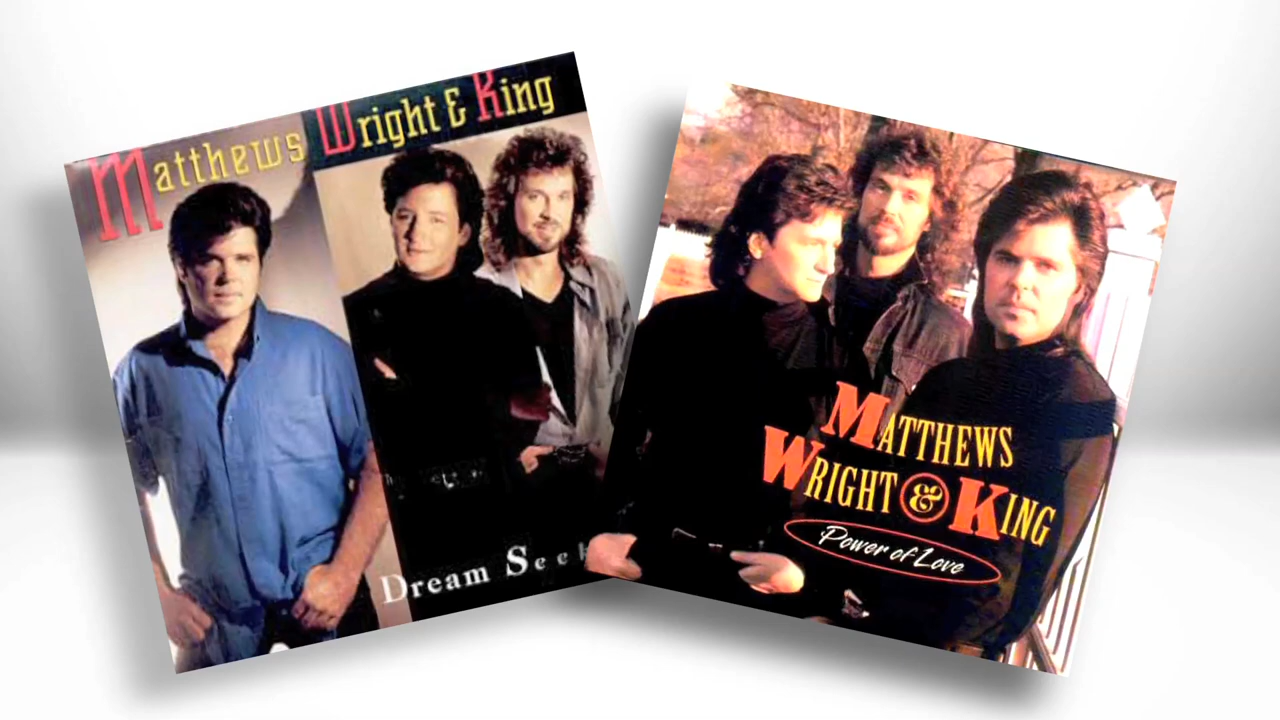 Matthews Wright & King
Dream Seek
Matthews
Wright & King
Power of Love